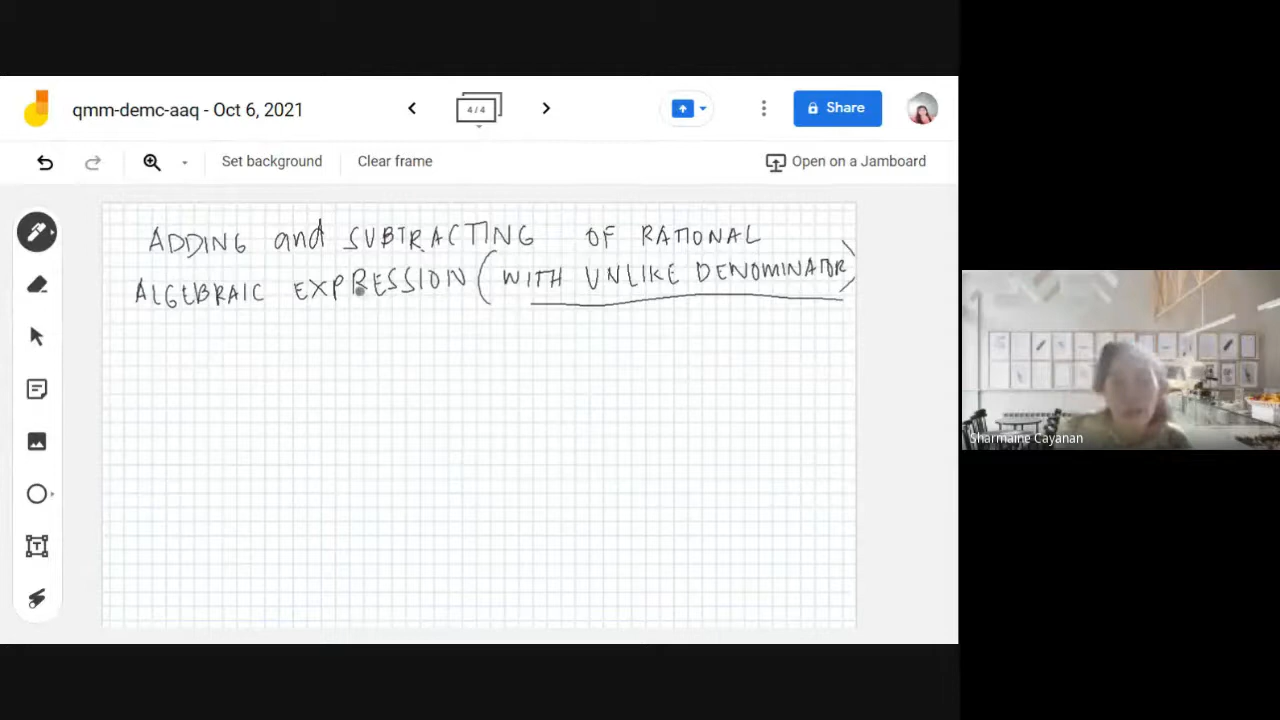 qmm-demc-aaq - Oct 6, 2021
4/4
Share
Set background
Clear frame
Open on a Jamboard
ADDING and SUBTRACTING OF RATIONAL
ALGEBRAIC EXPRESSION (WITH UNLIKE DENOMINATOR)
Sharmaine Cayanan